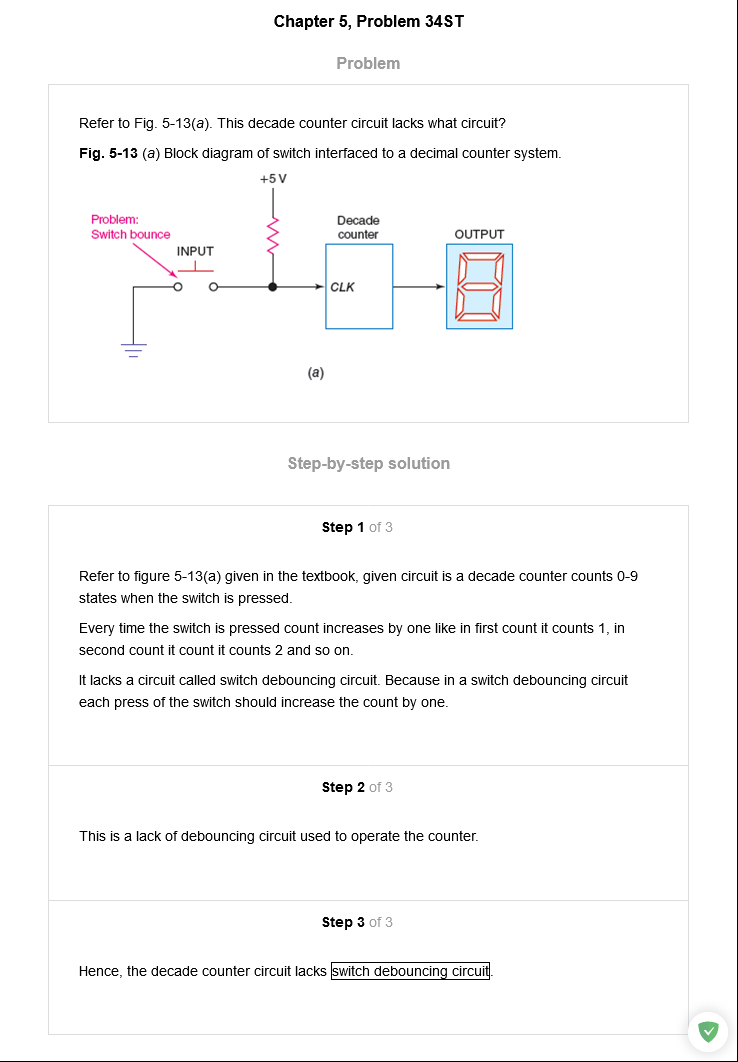 Chapter 5, Problem 34ST
Problem
Refer to Fig. 5-13(a). This decade counter circuit lacks what circuit?
Fig. 5-13 (a) Block diagram of switch interfaced to a decimal counter system.
+5 V
Problem:
Switch bounce
INPUT
Decade
counter
OUTPUT
CLK
(a)
Step-by-step solution
Step 1 of 3
Refer to figure 5-13(a) given in the textbook, given circuit is a decade counter counts 0-9
states when the switch is pressed.
Every time the switch is pressed count increases by one like in first count it counts 1, in
second count it count it counts 2 and so on.
It lacks a circuit called switch debouncing circuit. Because in a switch debouncing circuit
each press of the switch should increase the count by one.
Step 2 of 3
This is a lack of debouncing circuit used to operate the counter.
Step 3 of 3
Hence, the decade counter circuit lacks switch debouncing circuit.